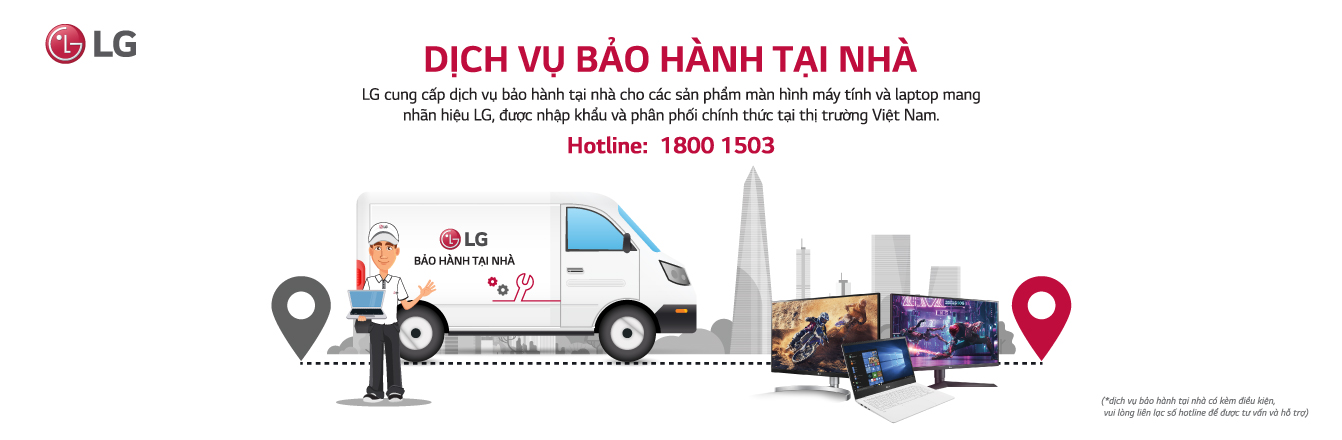 LG
DỊCH VỤ BẢO HÀNH TẠI NHÀ
LG cung cấp dịch vụ bảo hành tại nhà cho các sản phẩm màn hình máy tính và laptop mang
nhãn hiệu LG, được nhập khẩu và phân phối chính thức tại thị trường Việt Nam.
Hotline: 1800 1503
LG
BẢO HÀNH TẠI NHÀ
(*dịch vụ bảo hành tại nhà có kèm điều kiện,
vui lòng liên lạc số hotline để được tư vấn và hỗ trợ)